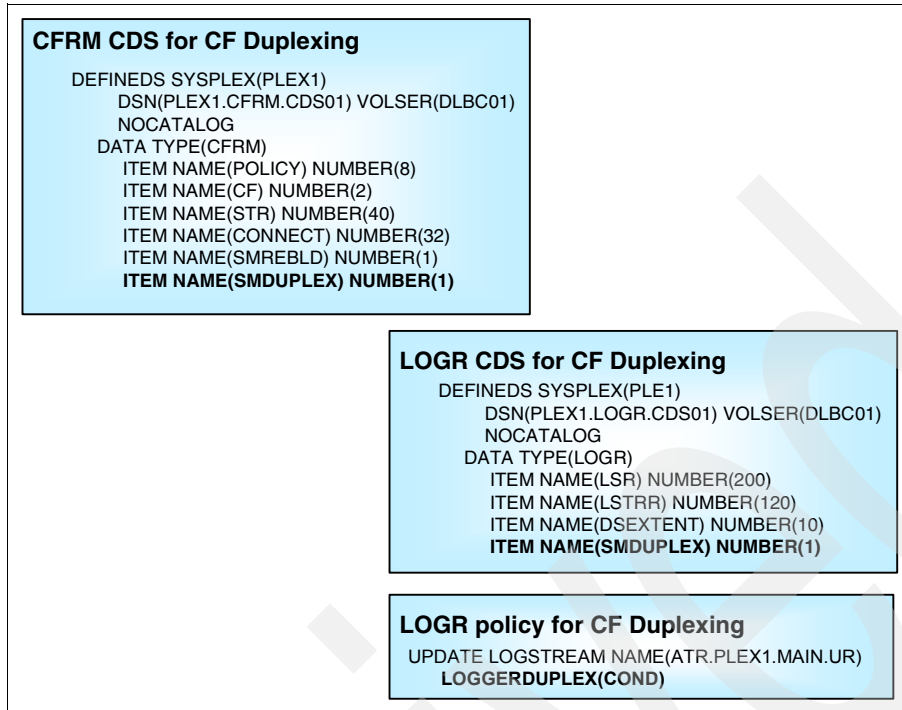 CFRM CDS for CF Duplexing
DEFINEDS SYSPLEX(PLEX1)
DSN(PLEX1.CFRM.CDS01) VOLSER(DLBC01)
NOCATALOG
DATA TYPE(CFRM)
ITEM NAME(POLICY) NUMBER(8)
ITEM NAME(CF) NUMBER(2)
ITEM NAME(STR) NUMBER(40)
ITEM NAME(CONNECT) NUMBER(32)
ITEM NAME(SMREBLD) NUMBER(1)
ITEM NAME(SMDUPLEX) NUMBER(1)
LOGR CDS for CF Duplexing
DEFINEDS SYSPLEX(PLE1)
DSN(PLEX1.LOGR.CDS01) VOLSER(DLBC01)
NOCATALOG
DATA TYPE(LOGR)
ITEM NAME(LSR) NUMBER(200)
ITEM NAME(LSTRR) NUMBER(120)
ITEM NAME(DSEXTENT) NUMBER(10)
ITEM NAME(SMDUPLEX) NUMBER(1)
LOGR policy for CF Duplexing
UPDATE LOGSTREAM NAME(ATR.PLEX1.MAIN.UR)
LOGGERDUPLEX(COND)